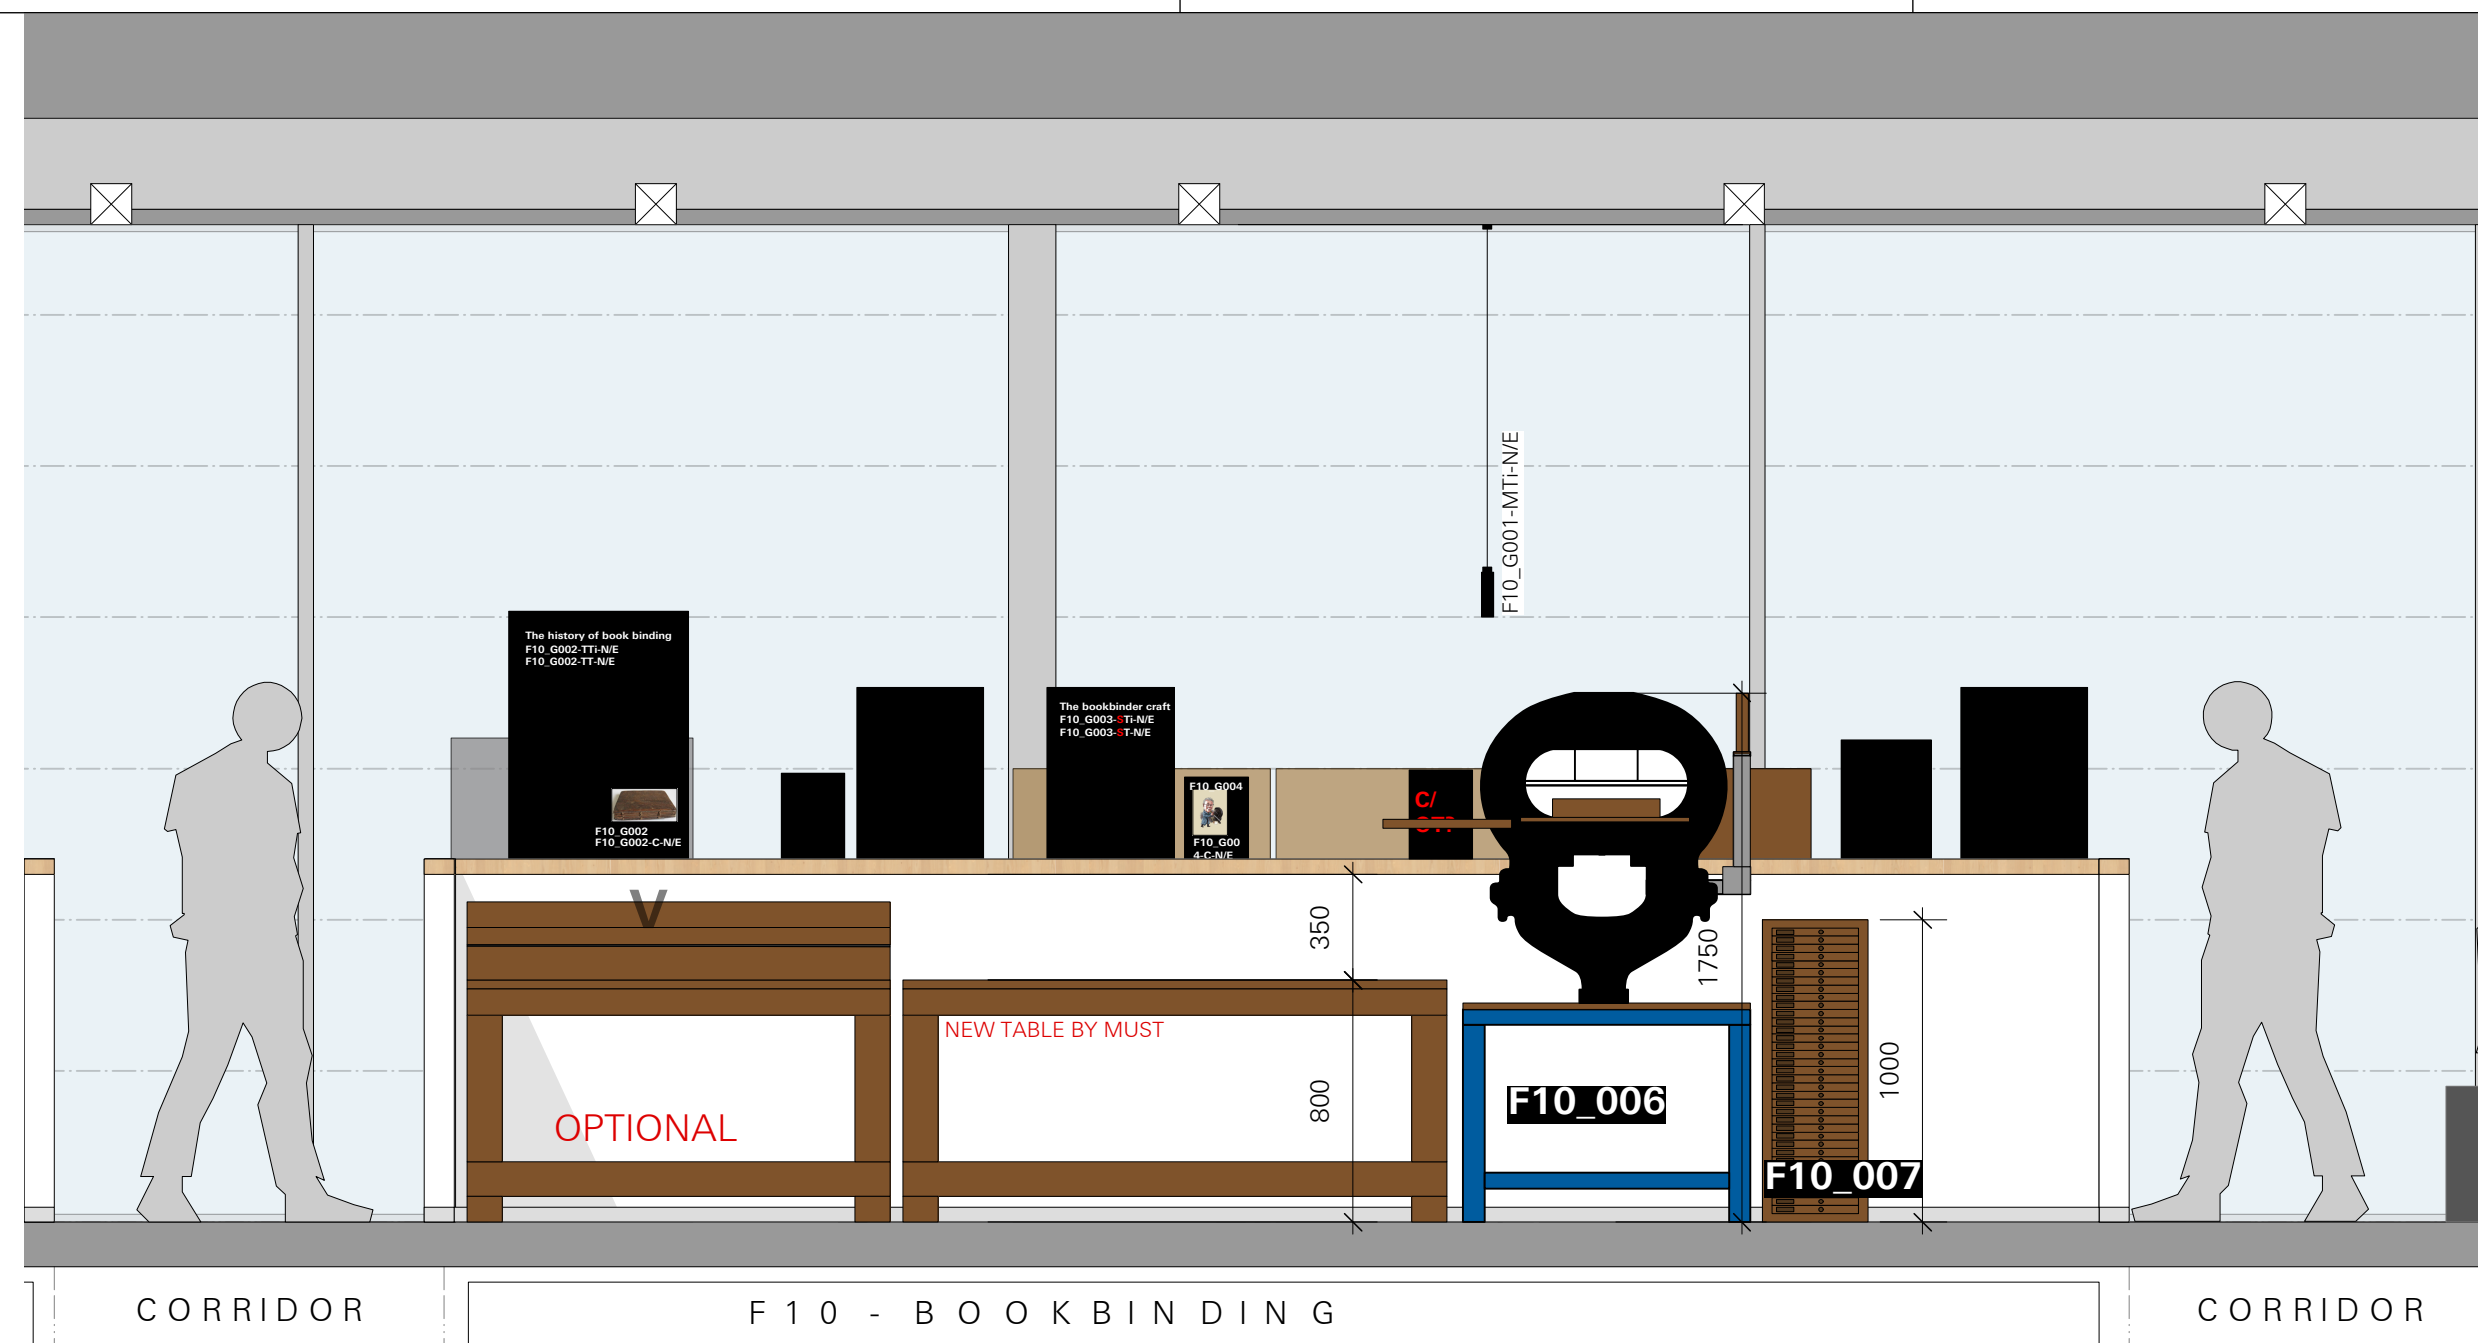 F10_G001-MTi-N/E
The history of book binding
F10_G002-TTi-N/E
F10_G002-TT-N/E
F10_G002
F10_G002-C-N/E
The bookbinder craft
F10_G003-STi-N/E
F10_G003-ST-N/E
F10_G004
F10_G00
4-C-N/E
C/
V
350
1750
NEW TABLE BY MUST
OPTIONAL
800
F10_006
1000
F10_007
CORRIDOR
F10 - BOOKBINDING
CORRIDOR